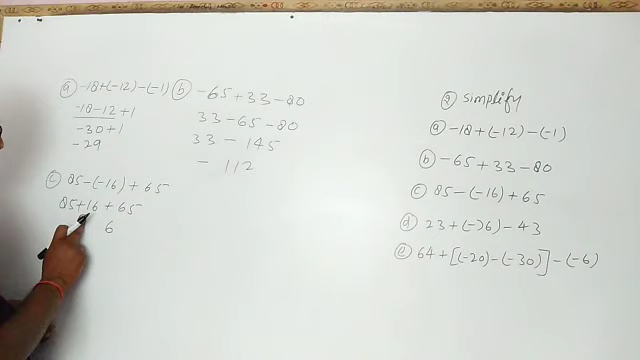 (a) -18+(-12)-(-1)
-18-12+1
-30+1
-29
(b) -65+33-80
33-65-80
33-145
-112
(c) 85-(-16)+65
85+16+65
6
(2) simplify
(a) -18+(-12)-(-1)
(b) -65+33-80
(c) 85-(-16)+65
(d) 23+(-76)-43
(e) 64+[(-20)-(-30)]-(-6)